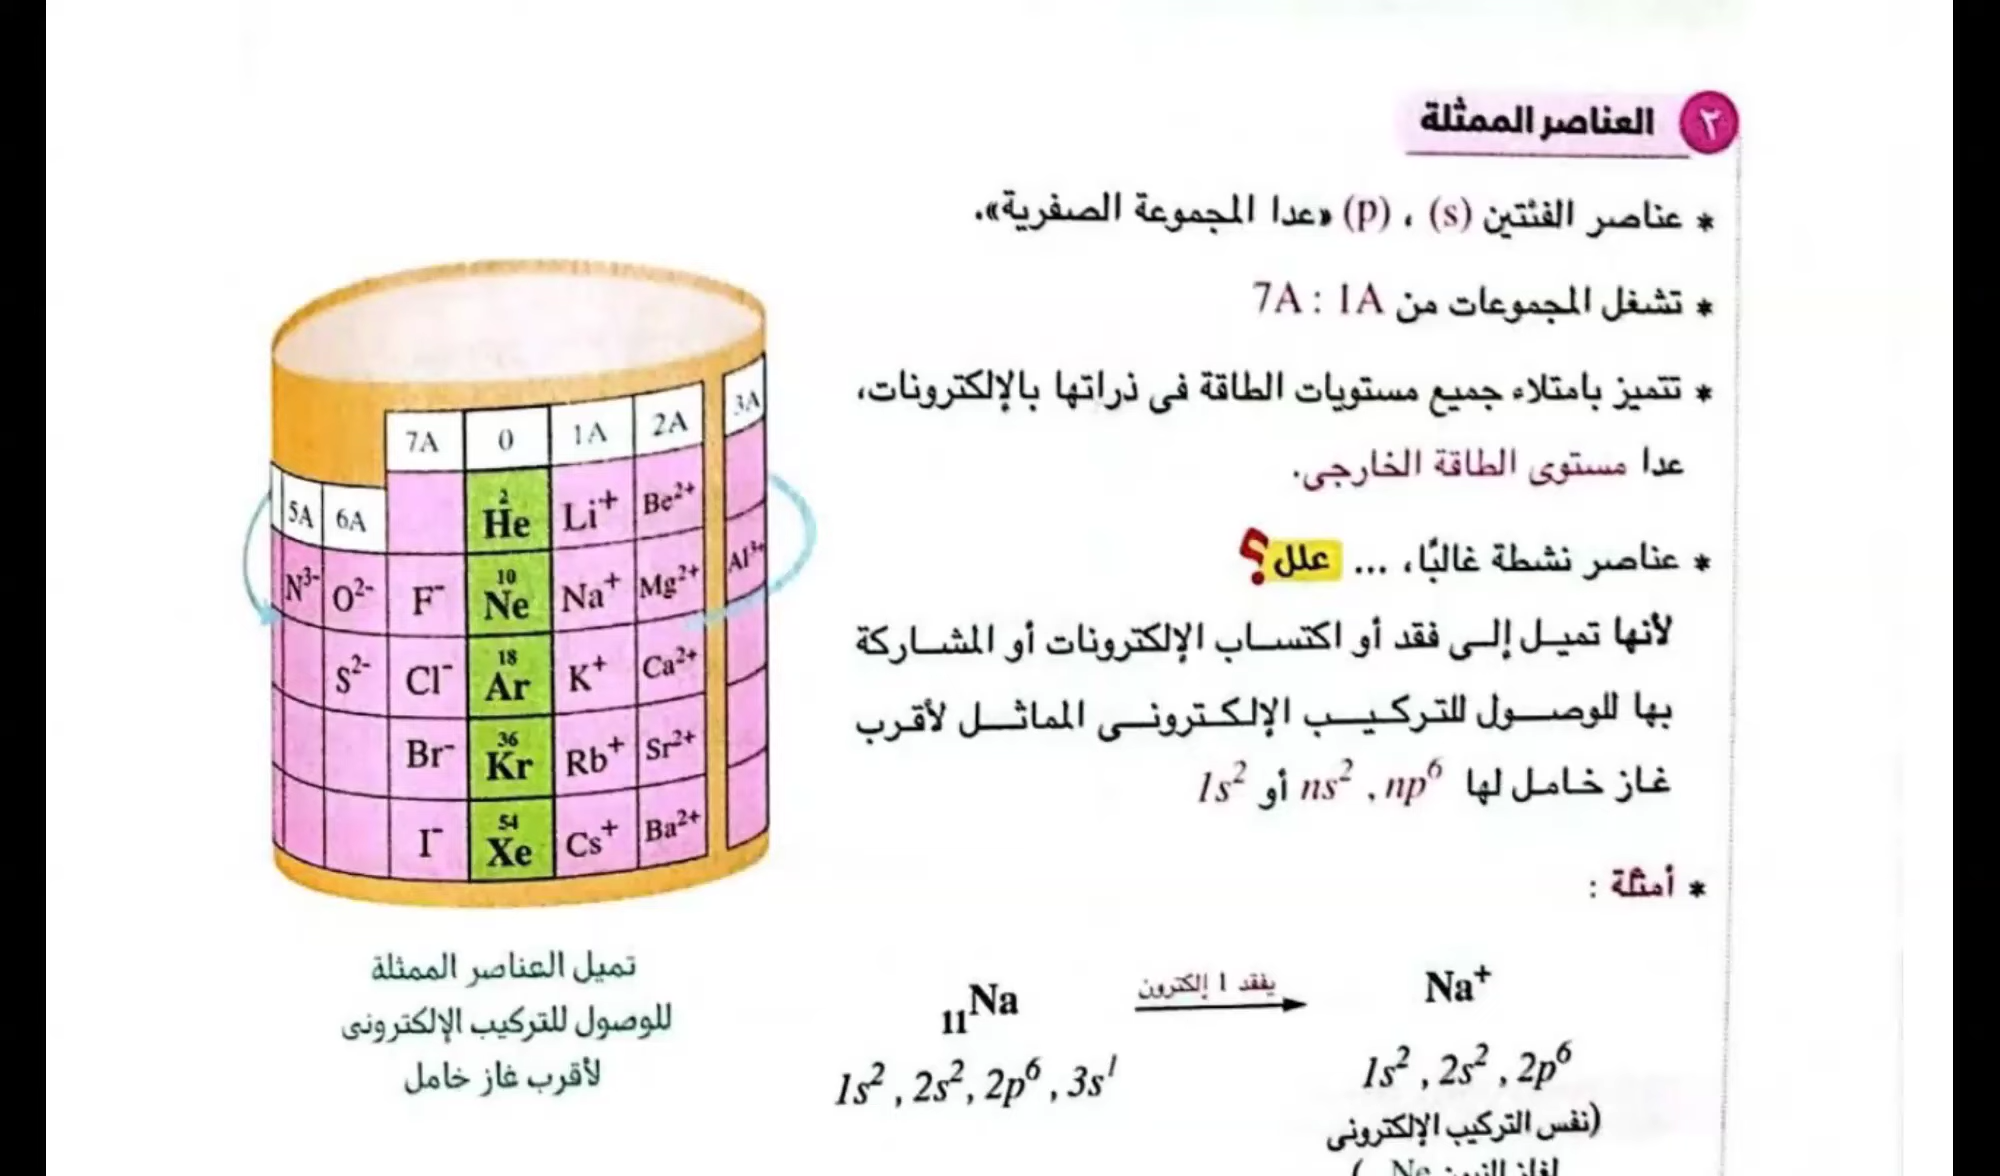 ٢ العناصر الممثلة
* عناصر الفئتين (s) ، (p) «عدا المجموعة الصفرية».
* تشغل المجموعات من 7A : 1A
* تتميز بامتلاء جميع مستويات الطاقة فى ذراتها بالإلكترونات،
عدا مستوى الطاقة الخارجى.
* عناصر نشطة غالبًا، ... علل؟
لأنها تميل إلى فقد أو اكتساب الإلكترونات أو المشاركة
بها للوصول للتركيب الإلكترونى المماثل لأقرب
غاز خامل لها ns², np⁶ أو 1s²
* أمثلة :
₁₁Na يفقد 1 إلكترون Na⁺
1s², 2s², 2p⁶, 3s¹
1s², 2s², 2p⁶
(نفس التركيب الإلكترونى
5A 6A 7A 0 1A 2A 3A
2 He Li⁺ Be²⁺
N³⁻ O²⁻ F⁻ 10 Ne Na⁺ Mg²⁺ Al³⁺
S²⁻ Cl⁻ 18 Ar K⁺ Ca²⁺
Br⁻ 36 Kr Rb⁺ Sr²⁺
I⁻ 54 Xe Cs⁺ Ba²⁺
تميل العناصر الممثلة
للوصول للتركيب الإلكترونى
لأقرب غاز خامل